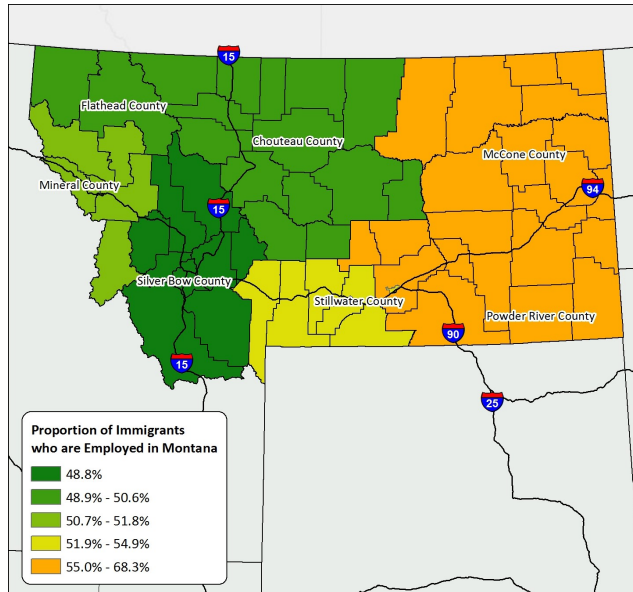 15
Flathead County
Chouteau County
McCone County
Mineral County
94
15
Silver Bow County
Stillwater County
Powder River County
90
15
25
Proportion of Immigrants
who are Employed in Montana
48.8%
48.9% - 50.6%
50.7% - 51.8%
51.9% - 54.9%
55.0% - 68.3%